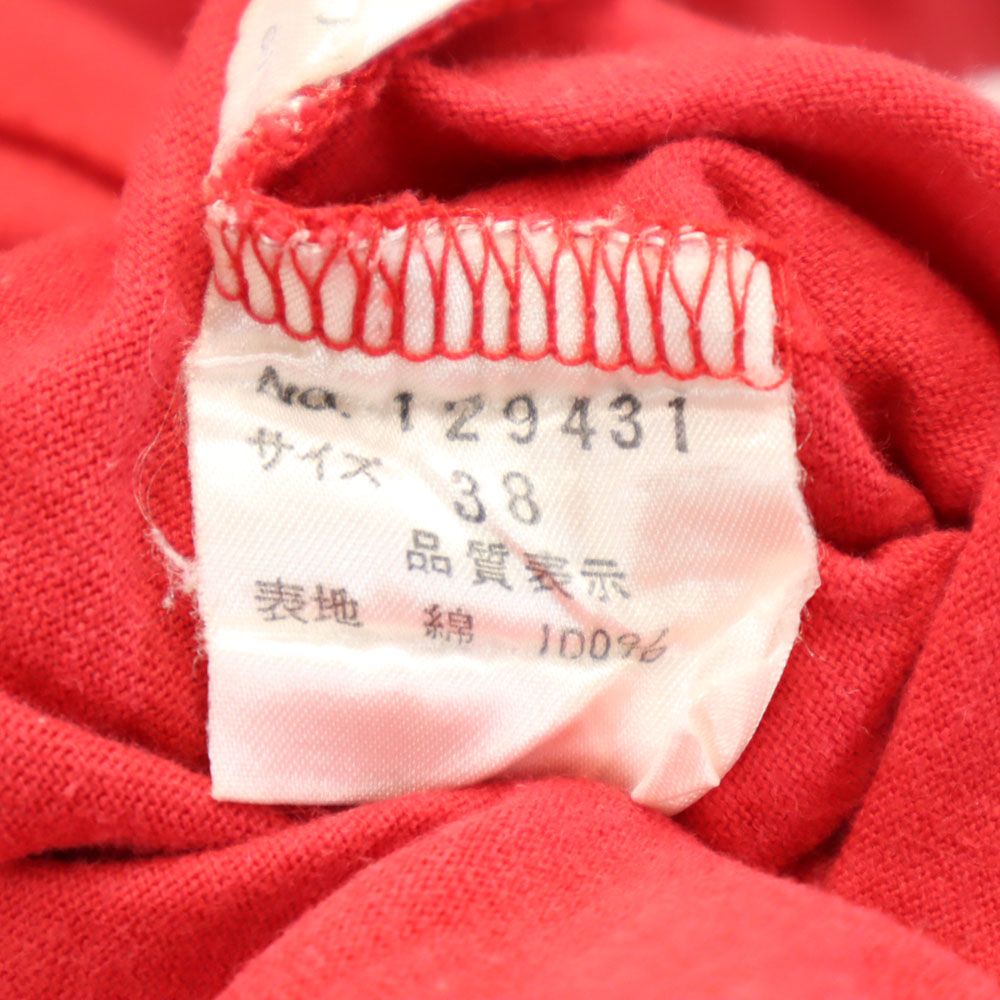 No. 129431
サイズ 38
品質表示
表地 綿 100%